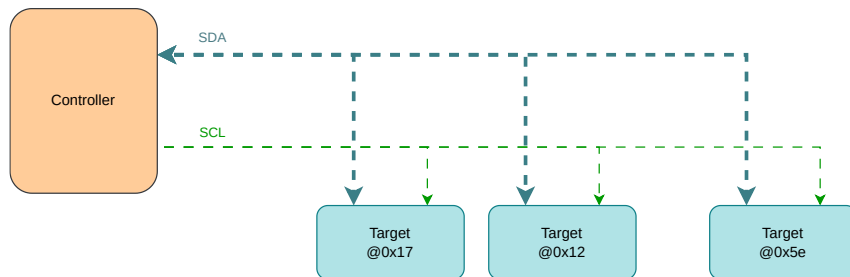 SDA
Controller
SCL
Target
@0x17
Target
@0x12
Target
@0x5e